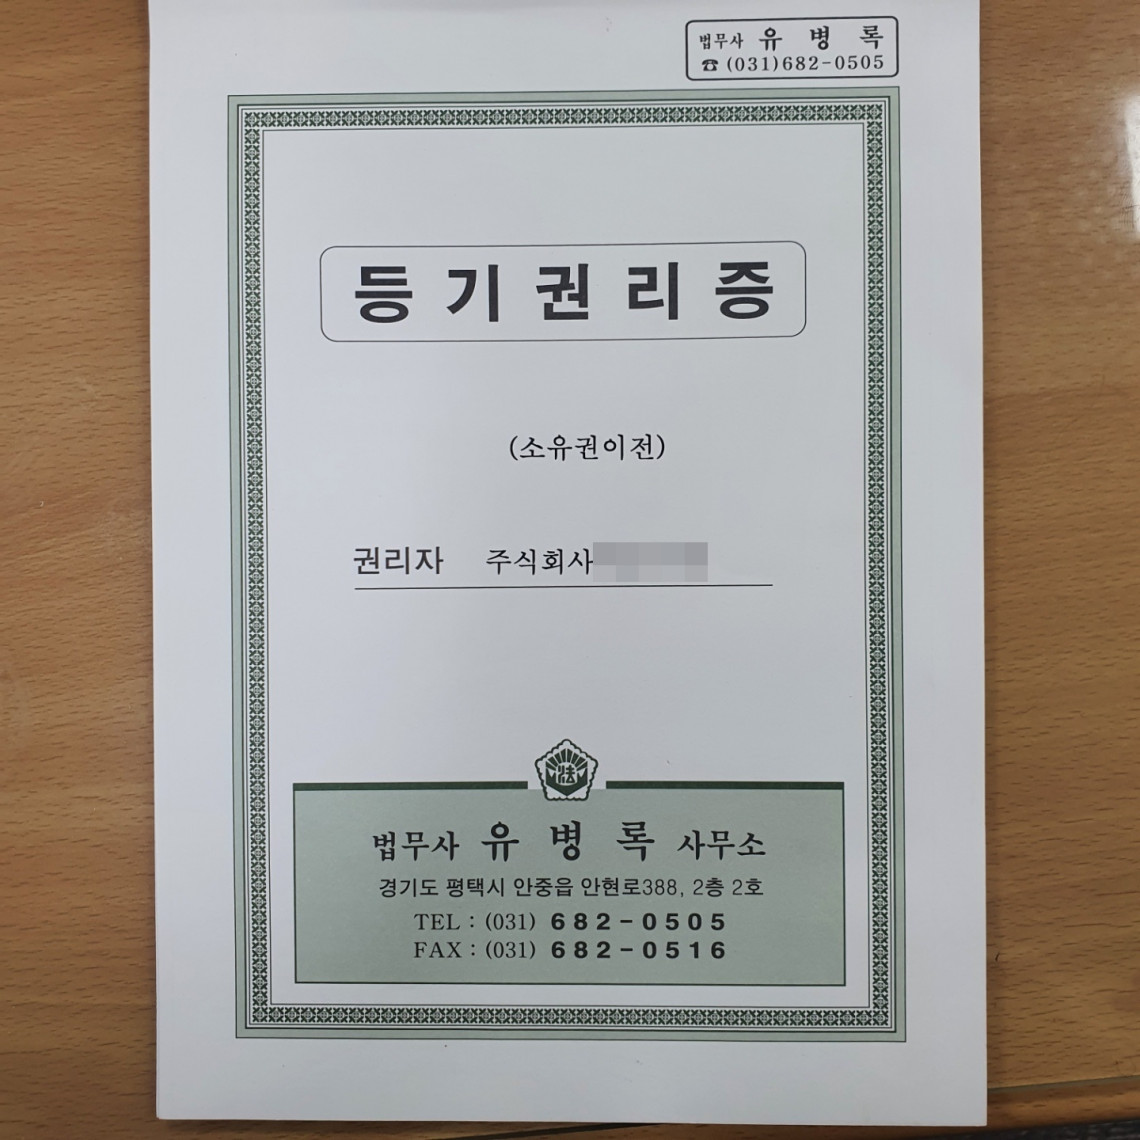 법무사 유 병 록
☎(031)682-0505
등기권리증
(소유권이전)
권리자 주식회사
法
법무사 유 병 록 사무소
경기도 평택시 안중읍 안현로388, 2층 2호
TEL : (031) 682-0505
FAX : (031) 682-0516